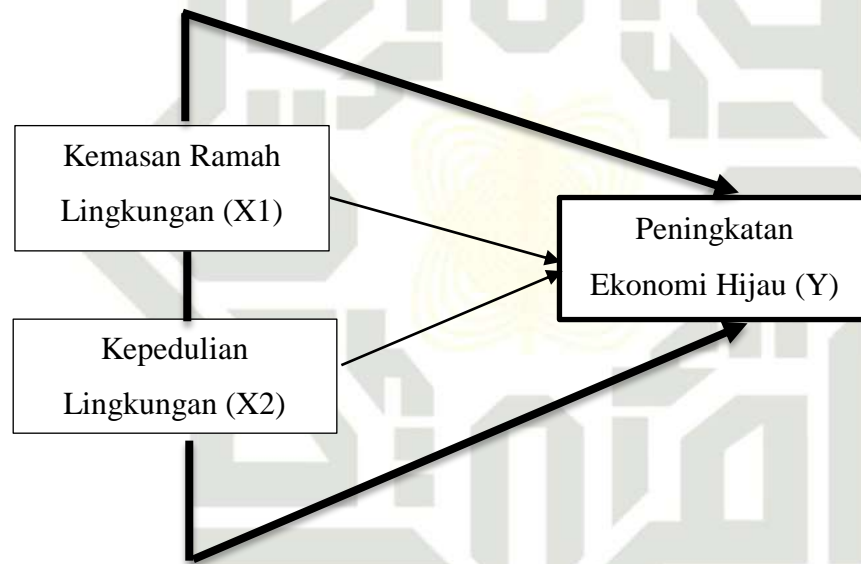 Kemasan Ramah
Lingkungan (X1)
Peningkatan
Ekonomi Hijau (Y)
Kepedulian
Lingkungan (X2)